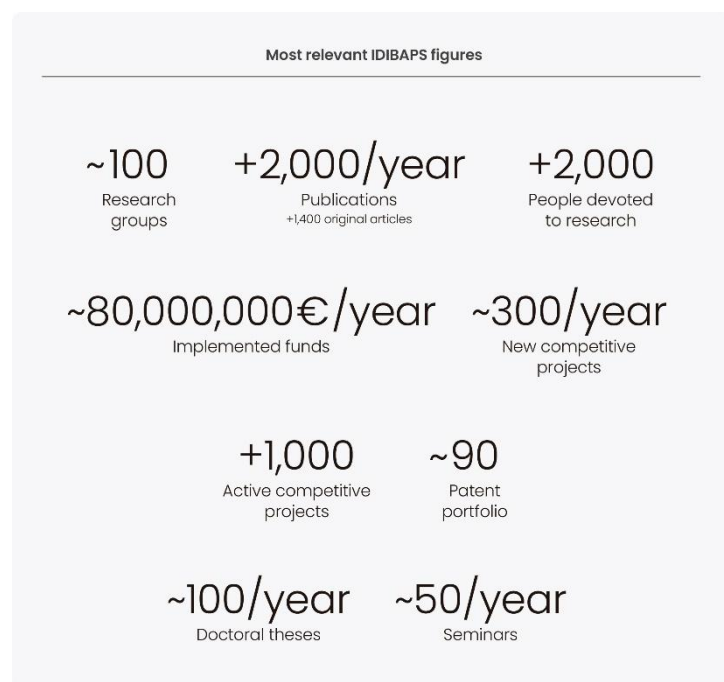 Most relevant IDIBAPS figures
~100
Research
groups
+2,000/year
Publications
+1,400 original articles
+2,000
People devoted
to research
~80,000,000€/year
Implemented funds
~300/year
New competitive
projects
+1,000
Active competitive
projects
~90
Patent
portfolio
~100/year
Doctoral theses
~50/year
Seminars